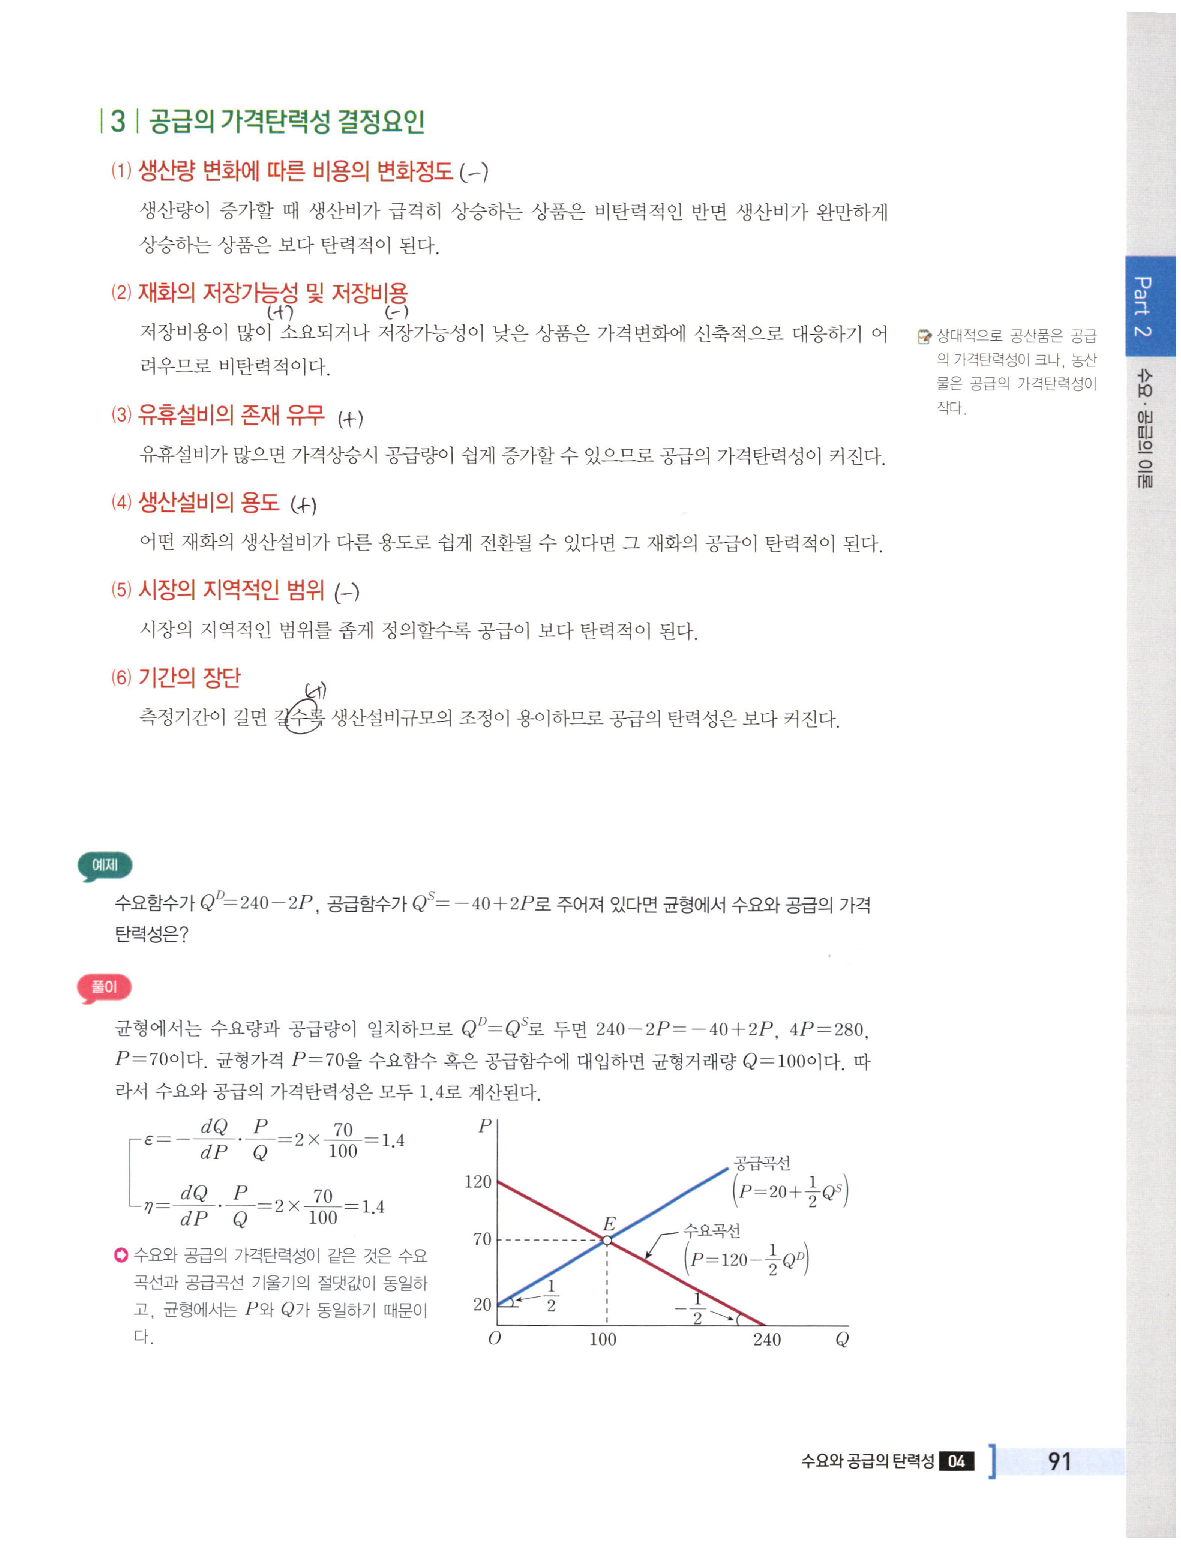 | 3 | 공급의 가격탄력성 결정요인
(1) 생산량 변화에 따른 비용의 변화정도 (-)
생산량이 증가할 때 생산비가 급격히 상승하는 상품은 비탄력적인 반면 생산비가 완만하게
상승하는 상품은 보다 탄력적이 된다.
(2) 재화의 저장가능성 및 저장비용
(+) (-)
저장비용이 많이 소요되거나 저장가능성이 낮은 상품은 가격변화에 신축적으로 대응하기 어
려우므로 비탄력적이다.
상대적으로 공산품은 공급
의 가격탄력성이 크나, 농산
물은 공급의 가격탄력성이
작다.
(3) 유휴설비의 존재 유무 (+)
유휴설비가 많으면 가격상승시 공급량이 쉽게 증가할 수 있으므로 공급의 가격탄력성이 커진다.
(4) 생산설비의 용도 (+)
어떤 재화의 생산설비가 다른 용도로 쉽게 전환될 수 있다면 그 재화의 공급이 탄력적이 된다.
(5) 시장의 지역적인 범위 (-)
시장의 지역적인 범위를 좁게 정의할수록 공급이 보다 탄력적이 된다.
(6) 기간의 장단
(+)
측정기간이 길면 길수록 생산설비규모의 조정이 용이하므로 공급의 탄력성은 보다 커진다.
Part 2
수요·공급의 이론
예제
수요함수가 Q^D=240-2P, 공급함수가 Q^S=-40+2P로 주어져 있다면 균형에서 수요와 공급의 가격
탄력성은?
풀이
균형에서는 수요량과 공급량이 일치하므로 Q^D=Q^S로 두면 240-2P=-40+2P, 4P=280,
P=70이다. 균형가격 P=70을 수요함수 혹은 공급함수에 대입하면 균형거래량 Q=100이다. 따
라서 수요와 공급의 가격탄력성은 모두 1.4로 계산된다.
ε=-dQ/dP·P/Q=2×70/100=1.4
η=dQ/dP·P/Q=2×70/100=1.4
수요와 공급의 가격탄력성이 같은 것은 수요
곡선과 공급곡선 기울기의 절댓값이 동일하
고, 균형에서는 P와 Q가 동일하기 때문이
다.
P
공급곡선
(P=20+1/2Q^S)
120
E
수요곡선
(P=120-1/2Q^D)
70
1/2
-1/2
20
O 100 240 Q
수요와 공급의 탄력성 04 91